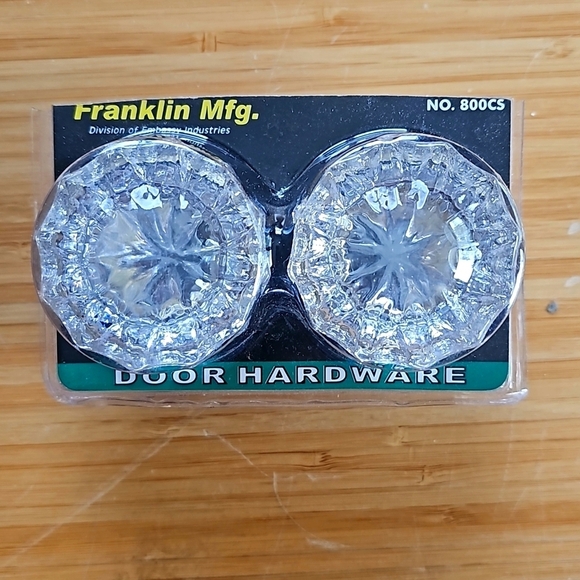 Franklin Mfg.
NO. 800CS
Division of Embassy Industries
DOOR HARDWARE